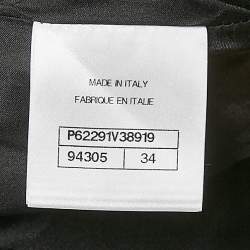 MADE IN ITALY
FABRIQUE EN ITALIE
P62291V38919
94305 34